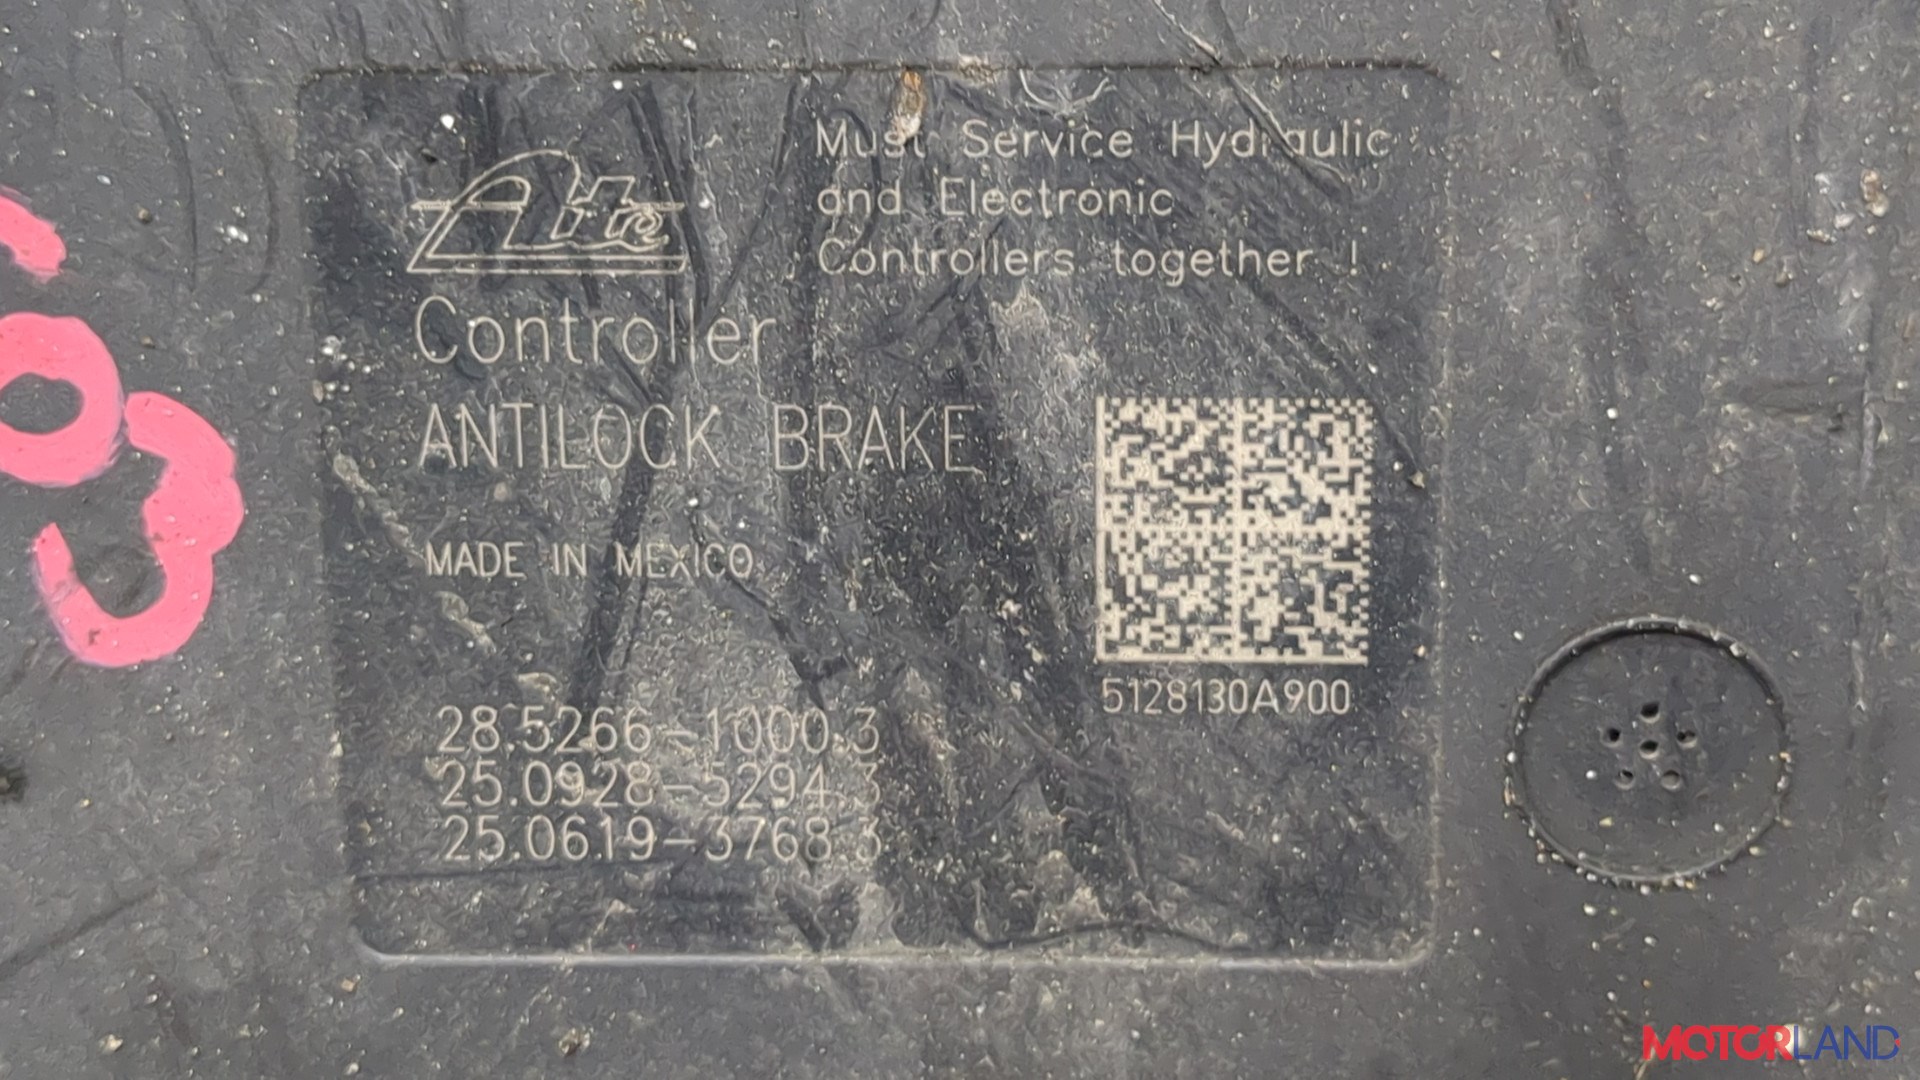 Ate
Must Service Hydraulic
and Electronic
Controllers together !
Controller
ANTILOCK BRAKE
MADE IN MEXICO
5128130A900
28.5266-1000.3
25.0928-5294.3
25.0619-3768.3
MOTORLAND